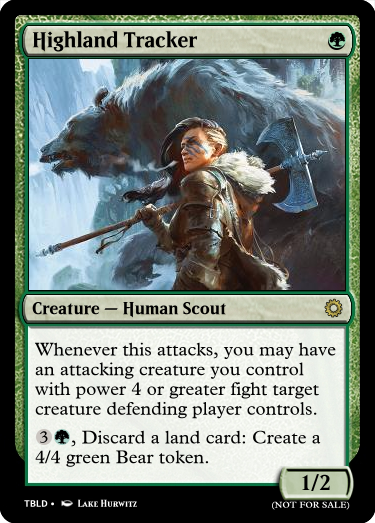 Highland Tracker
Creature — Human Scout
Whenever this attacks, you may have
an attacking creature you control
with power 4 or greater fight target
creature defending player controls.
3, Discard a land card: Create a
4/4 green Bear token.
1/2
TBLD • Lake Hurwitz
(NOT FOR SALE)